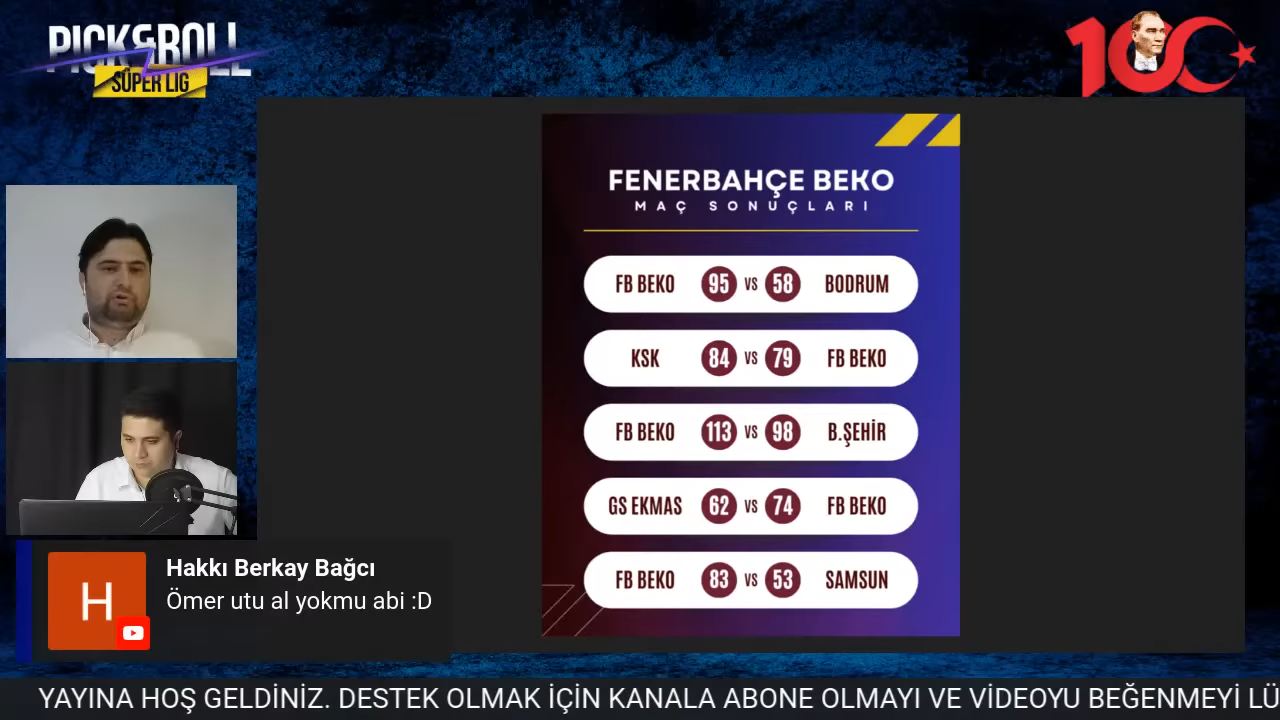 PICK&ROLL
SÜPER LIG
100
FENERBAHÇE BEKO
MAÇ SONUÇLARI
FB BEKO 95 VS 58 BODRUM
KSK 84 VS 79 FB BEKO
FB BEKO 113 VS 98 B.ŞEHİR
GS EKMAS 62 VS 74 FB BEKO
FB BEKO 83 VS 53 SAMSUN
H
Hakkı Berkay Bağcı
Ömer utu al yokmu abi :D
YAYINA HOŞ GELDİNİZ. DESTEK OLMAK İÇİN KANALA ABONE OLMAYI VE VİDEOYU BEĞENMEYİ LÜ